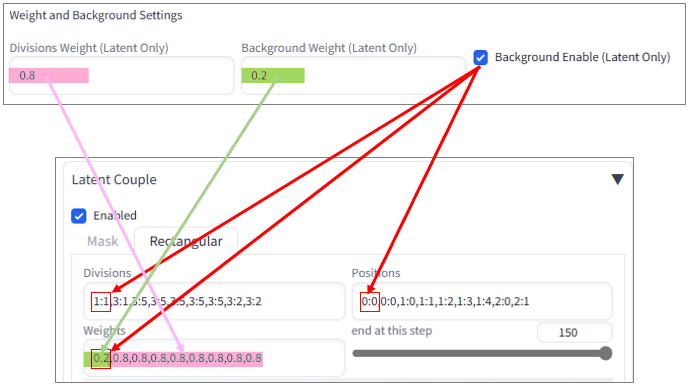 Weight and Background Settings
Divisions Weight (Latent Only)
Background Weight (Latent Only)
Background Enable (Latent Only)
0.8
0.2
Latent Couple
Enabled
Mask
Rectangular
Divisions
Positions
1:1,3:1,3:5,3:5,3:5,3:5,3:5,3:5,3:2,3:2
0:0,0:0,1:0,1:1,1:2,1:3,1:4,2:0,2:1
Weights
end at this step
150
0.2,0.8,0.8,0.8,0.8,0.8,0.8,0.8,0.8